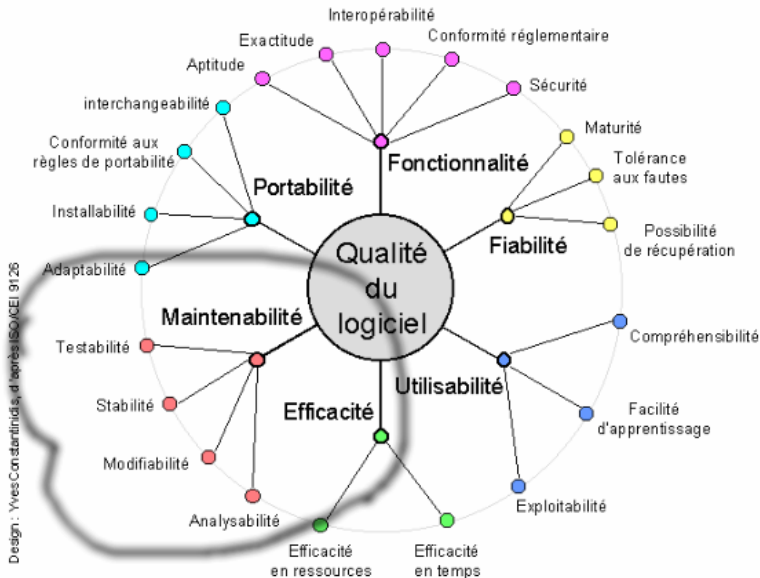 Interopérabilité
Exactitude
Conformité réglementaire
Aptitude
Sécurité
interchangeabilité
Maturité
Conformité aux
règles de portabilité
Fonctionnalité
Tolérance
aux fautes
Portabilité
Installabilité
Fiabilité
Possibilité
de récupération
Qualité
du
logiciel
Adaptabilité
Maintenabilité
Compréhensibilité
Testabilité
Utilisabilité
Stabilité
Efficacité
Facilité
d'apprentissage
Modifiabilité
Exploitabilité
Analysabilité
Efficacité
en ressources
Efficacité
en temps
Design : Yves Constantinidis, d'après ISO/CEI 9126